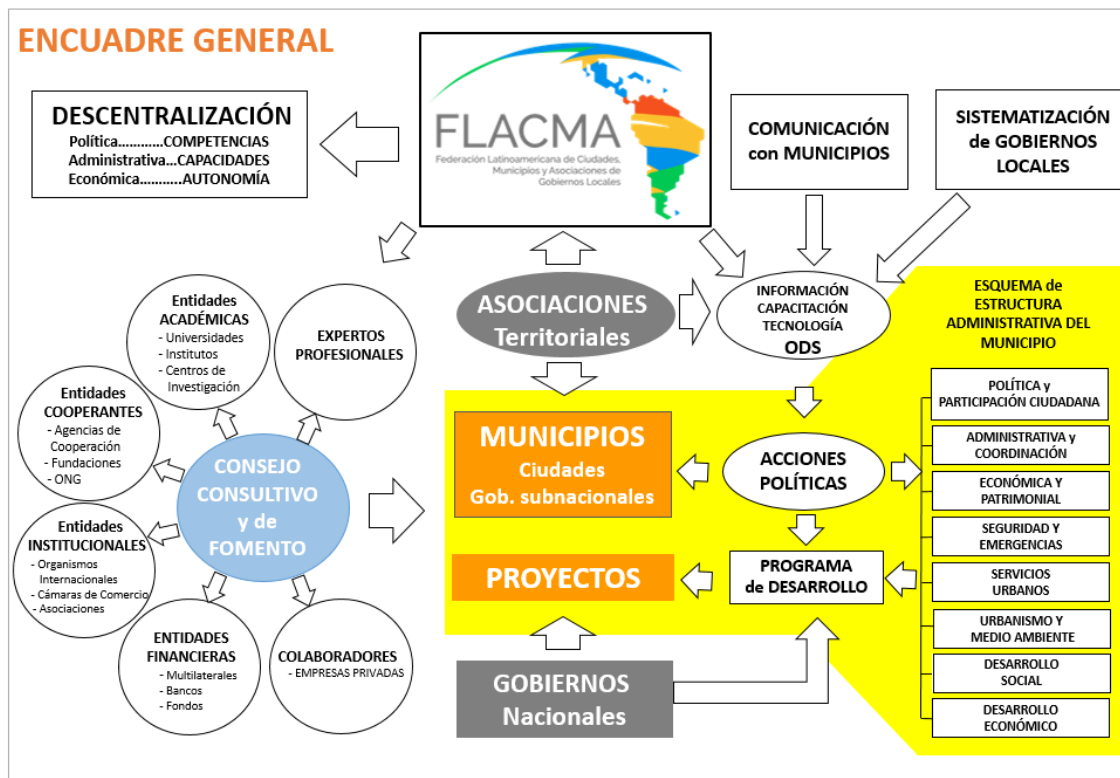 ENCUADRE GENERAL
DESCENTRALIZACIÓN
Política............COMPETENCIAS
Administrativa...CAPACIDADES
Económica...........AUTONOMÍA
FLACMA
Federación Latinoamericana de Ciudades,
Municipios y Asociaciones de
Gobiernos Locales
COMUNICACIÓN
con MUNICIPIOS
SISTEMATIZACIÓN
de GOBIERNOS
LOCALES
ASOCIACIONES
Territoriales
INFORMACIÓN
CAPACITACIÓN
TECNOLOGÍA
ODS
ESQUEMA de
ESTRUCTURA
ADMINISTRATIVA DEL
MUNICIPIO
Entidades
ACADÉMICAS
- Universidades
- Institutos
- Centros de
Investigación
EXPERTOS
PROFESIONALES
Entidades
COOPERANTES
- Agencias de
Cooperación
- Fundaciones
- ONG
CONSEJO
CONSULTIVO
y de
FOMENTO
Entidades
INSTITUCIONALES
- Organismos
Internacionales
- Cámaras de Comercio
- Asociaciones
ENTIDADES
FINANCIERAS
- Multilaterales
- Bancos
- Fondos
COLABORADORES
- EMPRESAS PRIVADAS
MUNICIPIOS
Ciudades
Gob. subnacionales
ACCIONES
POLÍTICAS
PROYECTOS
PROGRAMA
de DESARROLLO
GOBIERNOS
Nacionales
POLÍTICA y
PARTICIPACIÓN CIUDADANA
ADMINISTRATIVA y
COORDINACIÓN
ECONÓMICA Y
PATRIMONIAL
SEGURIDAD Y
EMERGENCIAS
SERVICIOS
URBANOS
URBANISMO Y
MEDIO AMBIENTE
DESARROLLO
SOCIAL
DESARROLLO
ECONÓMICO